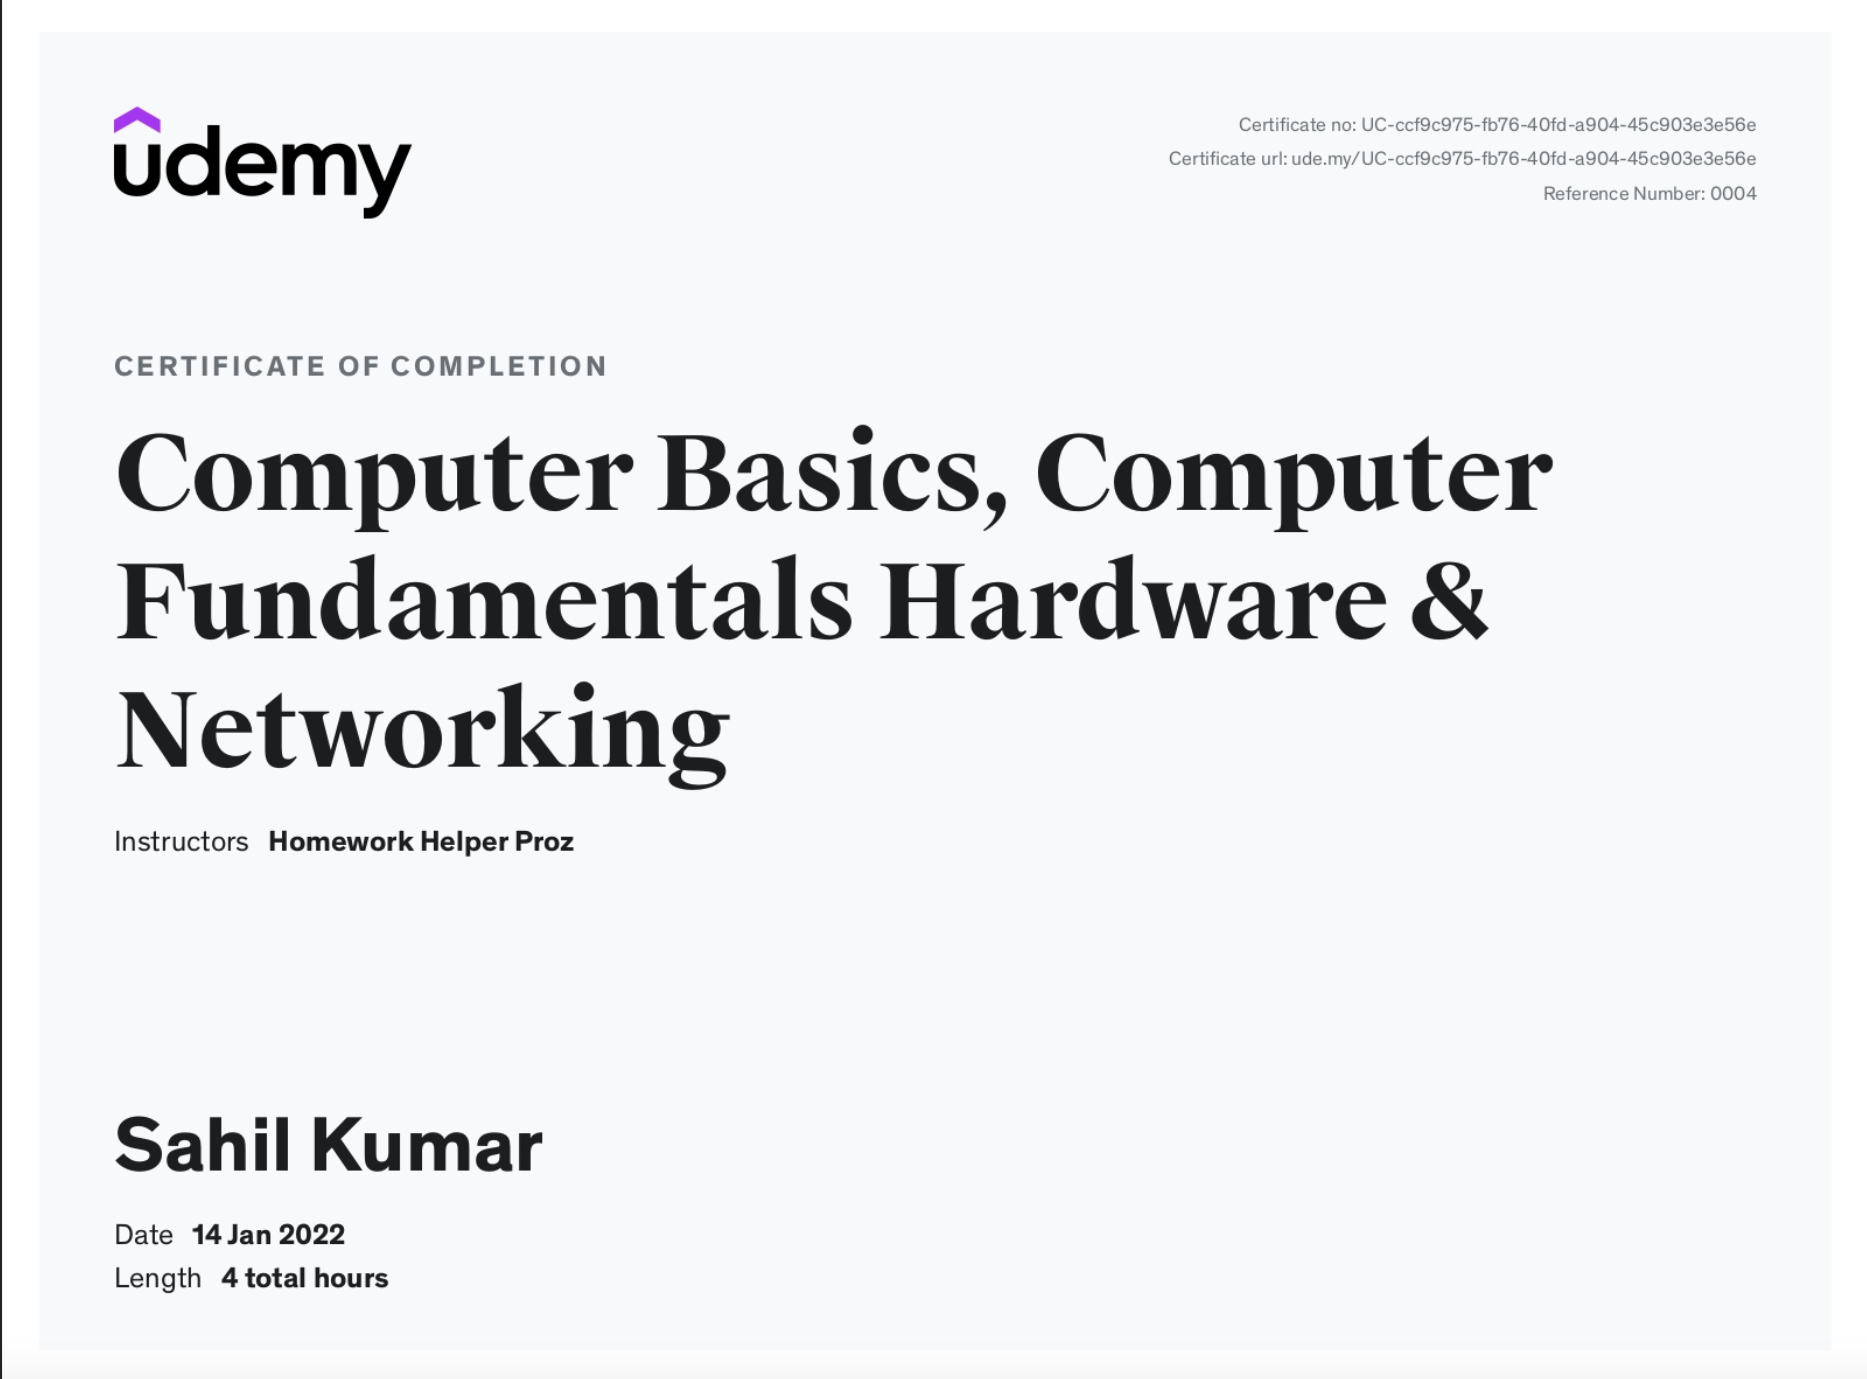 udemy
Certificate no: UC-ccf9c975-fb76-40fd-a904-45c903e3e56e
Certificate url: ude.my/UC-ccf9c975-fb76-40fd-a904-45c903e3e56e
Reference Number: 0004
CERTIFICATE OF COMPLETION
Computer Basics, Computer
Fundamentals Hardware &
Networking
Instructors Homework Helper Proz
Sahil Kumar
Date 14 Jan 2022
Length 4 total hours